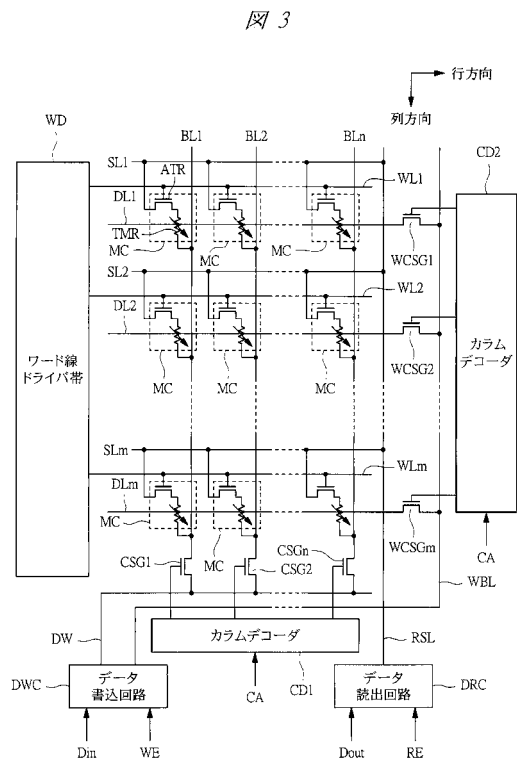 図 3
行方向
列方向
WD
BL1
BL2
BLn
CD2
SL1
ATR
WL1
DL1
TMR
MC
MC
MC
WCSG1
SL2
WL2
DL2
WCSG2
MC
MC
MC
ワード線
ドライバ帯
カラム
デコーダ
SLm
WLm
DLm
MC
MC
WCSGm
CSG1
CSG2
CSGn
CA
WBL
DW
カラムデコーダ
RSL
DWC
データ
書込回路
CA
CD1
データ
読出回路
DRC
Din
WE
Dout
RE